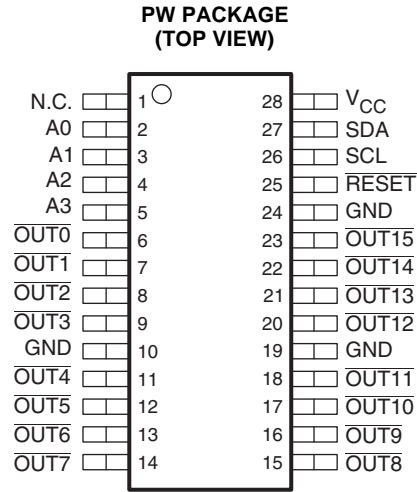 PW PACKAGE
(TOP VIEW)
N.C. 1 28 VCC
A0 2 27 SDA
A1 3 26 SCL
A2 4 25 RESET
A3 5 24 GND
OUT0 6 23 OUT15
OUT1 7 22 OUT14
OUT2 8 21 OUT13
OUT3 9 20 OUT12
GND 10 19 GND
OUT4 11 18 OUT11
OUT5 12 17 OUT10
OUT6 13 16 OUT9
OUT7 14 15 OUT8